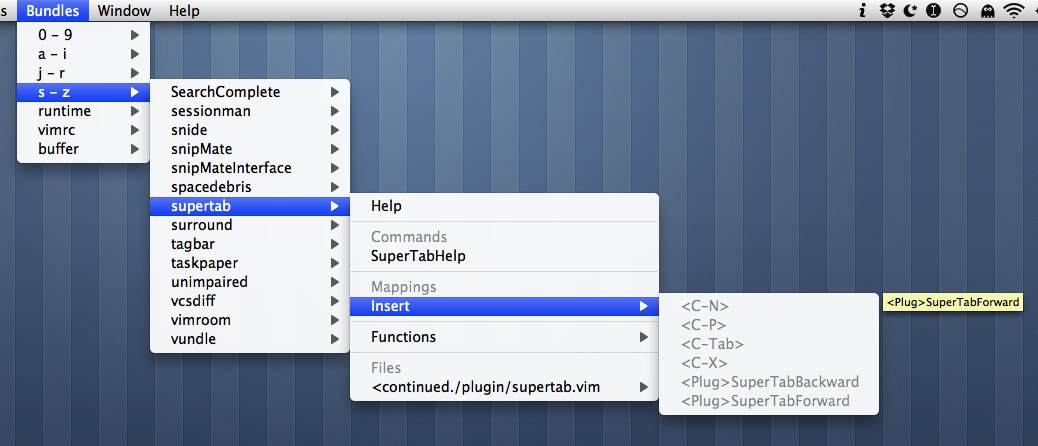 s Bundles Window Help
0 – 9
a – i
j – r
s – z
runtime
vimrc
buffer
SearchComplete
sessionman
snide
snipMate
snipMateInterface
spacedebris
supertab
surround
tagbar
taskpaper
unimpaired
vcsdiff
vimroom
vundle
Help
Commands
SuperTabHelp
Mappings
Insert
Functions
Files
<continued./plugin/supertab.vim
<C-N>
<C-P>
<C-Tab>
<C-X>
<Plug>SuperTabBackward
<Plug>SuperTabForward
<Plug>SuperTabForward